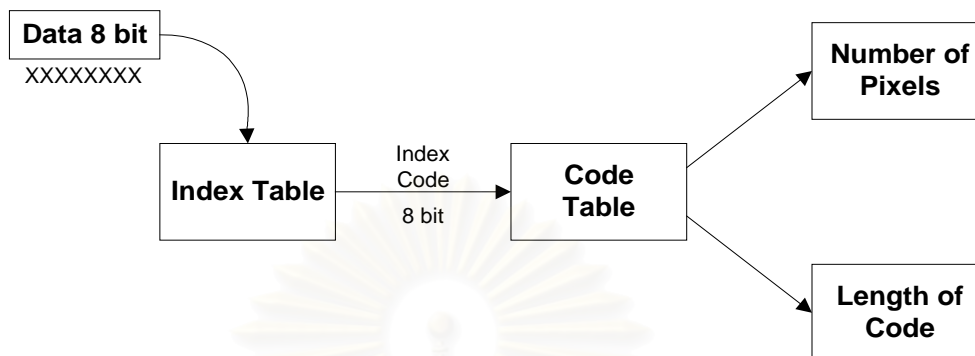 Data 8 bit
XXXXXXXX
Index Table
Index
Code
8 bit
Code
Table
Number of
Pixels
Length of
Code